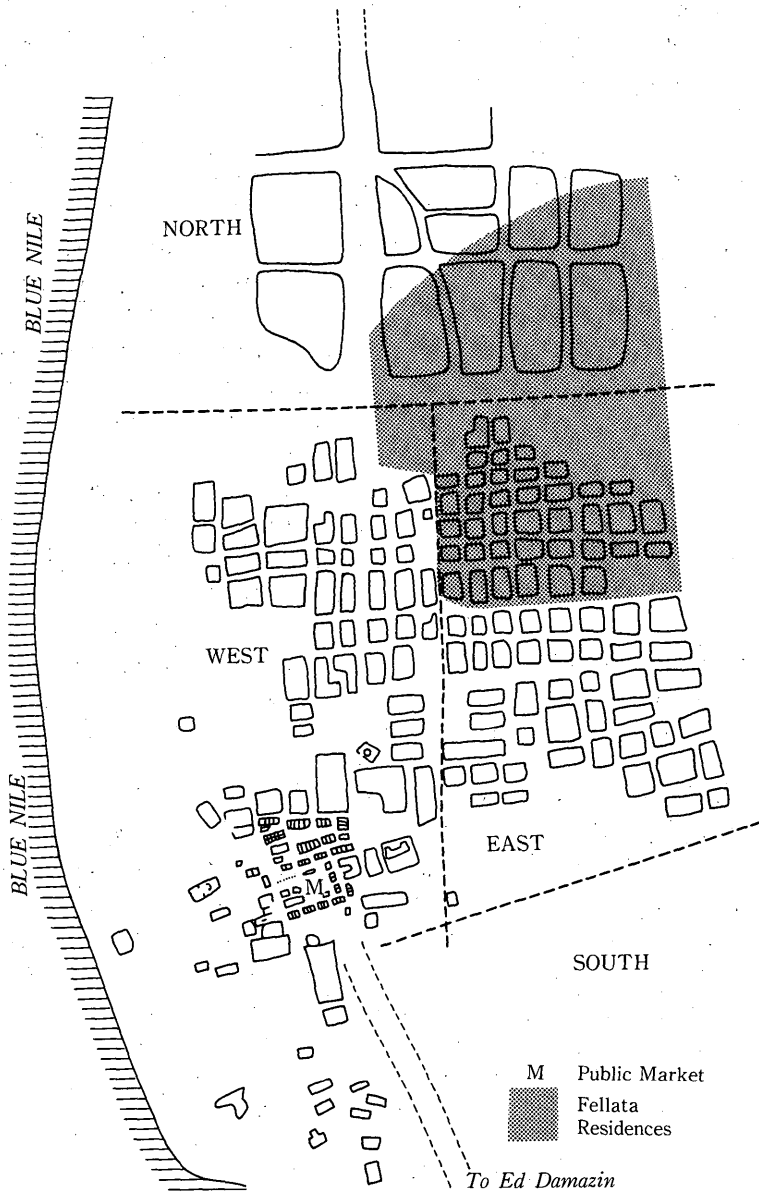 NORTH
BLUE NILE
WEST
BLUE NILE
EAST
M
SOUTH
M Public Market
Fellata
Residences
To Ed Damazin